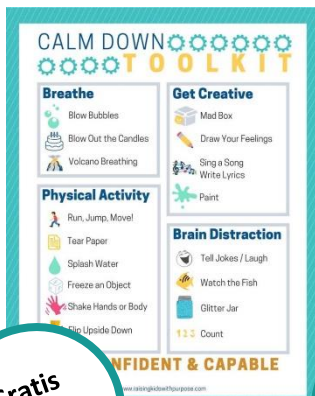 CALM DOWN
TOOLKIT
Breathe
Blow Bubbles
Blow Out the Candles
Volcano Breathing
Get Creative
Mad Box
Draw Your Feelings
Sing a Song
Write Lyrics
Paint
Physical Activity
Run, Jump, Move!
Tear Paper
Splash Water
Freeze an Object
Shake Hands or Body
Flip Upside Down
Brain Distraction
Tell Jokes / Laugh
Watch the Fish
Glitter Jar
1 2 3 Count
NFIDENT & CAPABLE
www.raisingkidswithpurpose.com
Gratis